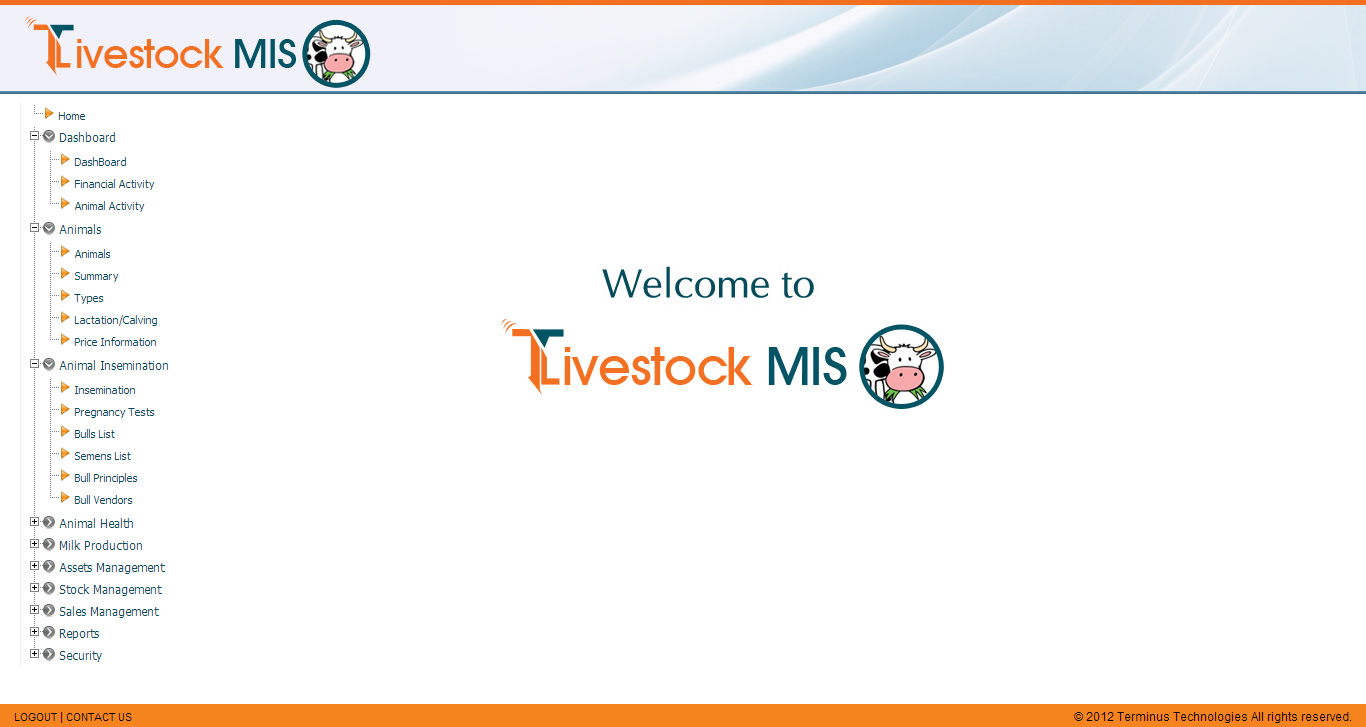 Livestock MIS
Home
Dashboard
DashBoard
Financial Activity
Animal Activity
Animals
Animals
Summary
Types
Lactation/Calving
Price Information
Animal Insemination
Insemination
Pregnancy Tests
Bulls List
Semens List
Bull Principles
Bull Vendors
Animal Health
Milk Production
Assets Management
Stock Management
Sales Management
Reports
Security
Welcome to
Livestock MIS
LOGOUT | CONTACT US
© 2012 Terminus Technologies All rights reserved.